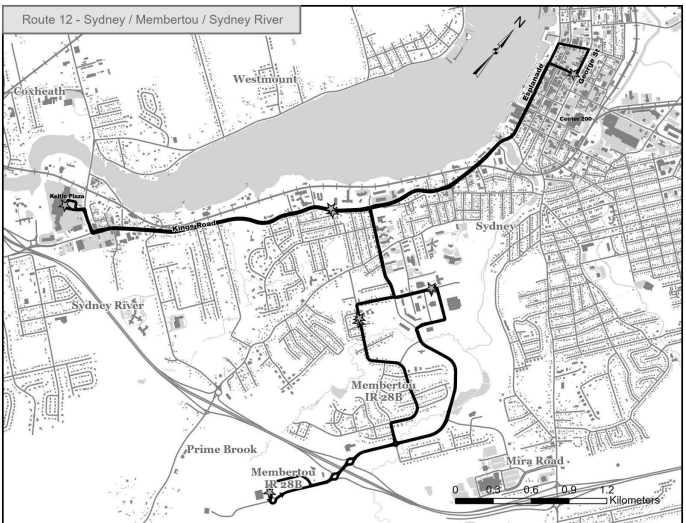 Route 12 - Sydney / Membertou / Sydney River
N
Westmount
Coxheath
Esplanade
George St
Center 200
Keltic Plaza
Kings Road
Sydney
Sydney River
Membertou
IR 28B
Prime Brook
Mira Road
Membertou
IR 28B
0 0.3 0.6 0.9 1.2
Kilometers